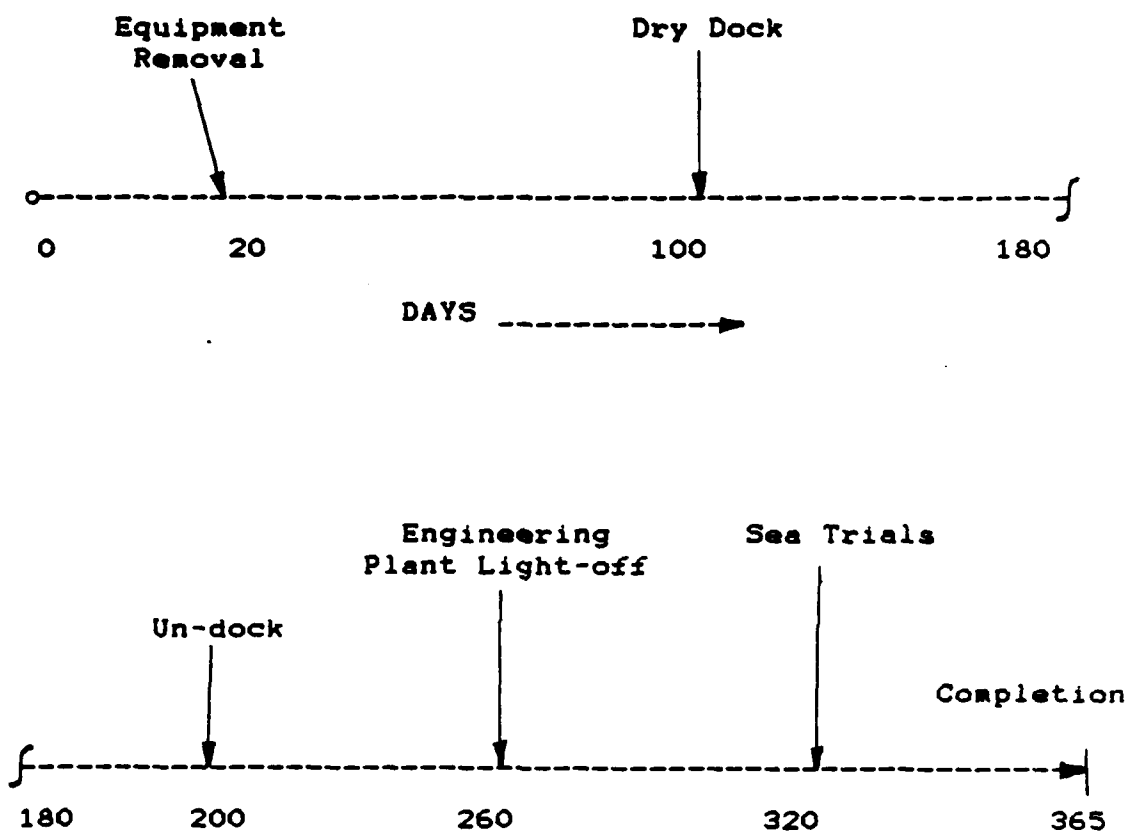 Equipment
Removal
Dry Dock
0 20 100 180
DAYS
Engineering
Plant Light-off
Sea Trials
Un-dock
Completion
180 200 260 320 365